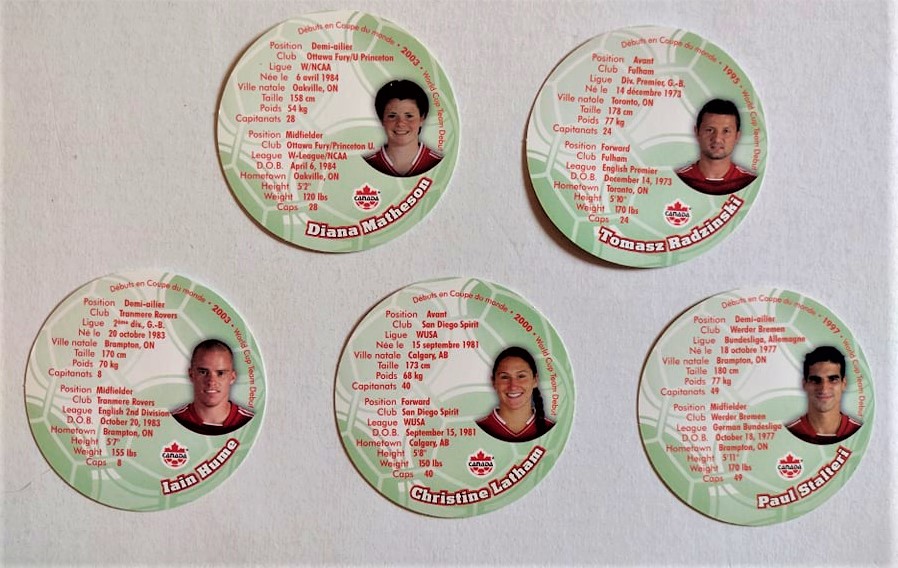 Débuts en Coupe du monde • 2003 • World Cup Team Debut
Position Demi-ailier
Club Ottawa Fury/U Princeton
Ligue W/NCAA
Née le 6 avril 1984
Ville natale Oakville, ON
Taille 158 cm
Poids 54 kg
Capitanats 28
Position Midfielder
Club Ottawa Fury/Princeton U.
League W-League/NCAA
D.O.B. April 6, 1984
Hometown Oakville, ON
Height 5'2"
Weight 120 lbs
Caps 28
CANADA
Diana Matheson
Débuts en Coupe du monde • 1995 • World Cup Team Debut
Position Avant
Club Fulham
Ligue Div. Premier, G.-B.
Né le 14 décembre 1973
Ville natale Toronto, ON
Taille 178 cm
Poids 77 kg
Capitanats 24
Position Forward
Club Fulham
League English Premier
D.O.B. December 14, 1973
Hometown Toronto, ON
Height 5'10"
Weight 170 lbs
Caps 24
CANADA
Tomasz Radzinski
Débuts en Coupe du monde • 2003 • World Cup Team Debut
Position Demi-ailier
Club Tranmere Rovers
Ligue 2ème div., G.-B.
Né le 20 octobre 1983
Ville natale Brampton, ON
Taille 170 cm
Poids 70 kg
Capitanats 8
Position Midfielder
Club Tranmere Rovers
League English 2nd Division
D.O.B. October 20, 1983
Hometown Brampton, ON
Height 5'7"
Weight 155 lbs
Caps 8
CANADA
Iain Hume
Débuts en Coupe du monde • 2000 • World Cup Team Debut
Position Avant
Club San Diego Spirit
Ligue WUSA
Née le 15 septembre 1981
Ville natale Calgary, AB
Taille 173 cm
Poids 68 kg
Capitanats 40
Position Forward
Club San Diego Spirit
League WUSA
D.O.B. September 15, 1981
Hometown Calgary, AB
Height 5'8"
Weight 150 lbs
Caps 40
CANADA
Christine Latham
Débuts en Coupe du monde • 1997 • World Cup Team Debut
Position Demi-ailier
Club Werder Bremen
Ligue Bundesliga, Allemagne
Né le 18 octobre 1977
Ville natale Brampton, ON
Taille 180 cm
Poids 77 kg
Capitanats 49
Position Midfielder
Club Werder Bremen
League German Bundesliga
D.O.B. October 18, 1977
Hometown Brampton, ON
Height 5'11"
Weight 170 lbs
Caps 49
CANADA
Paul Stalteri